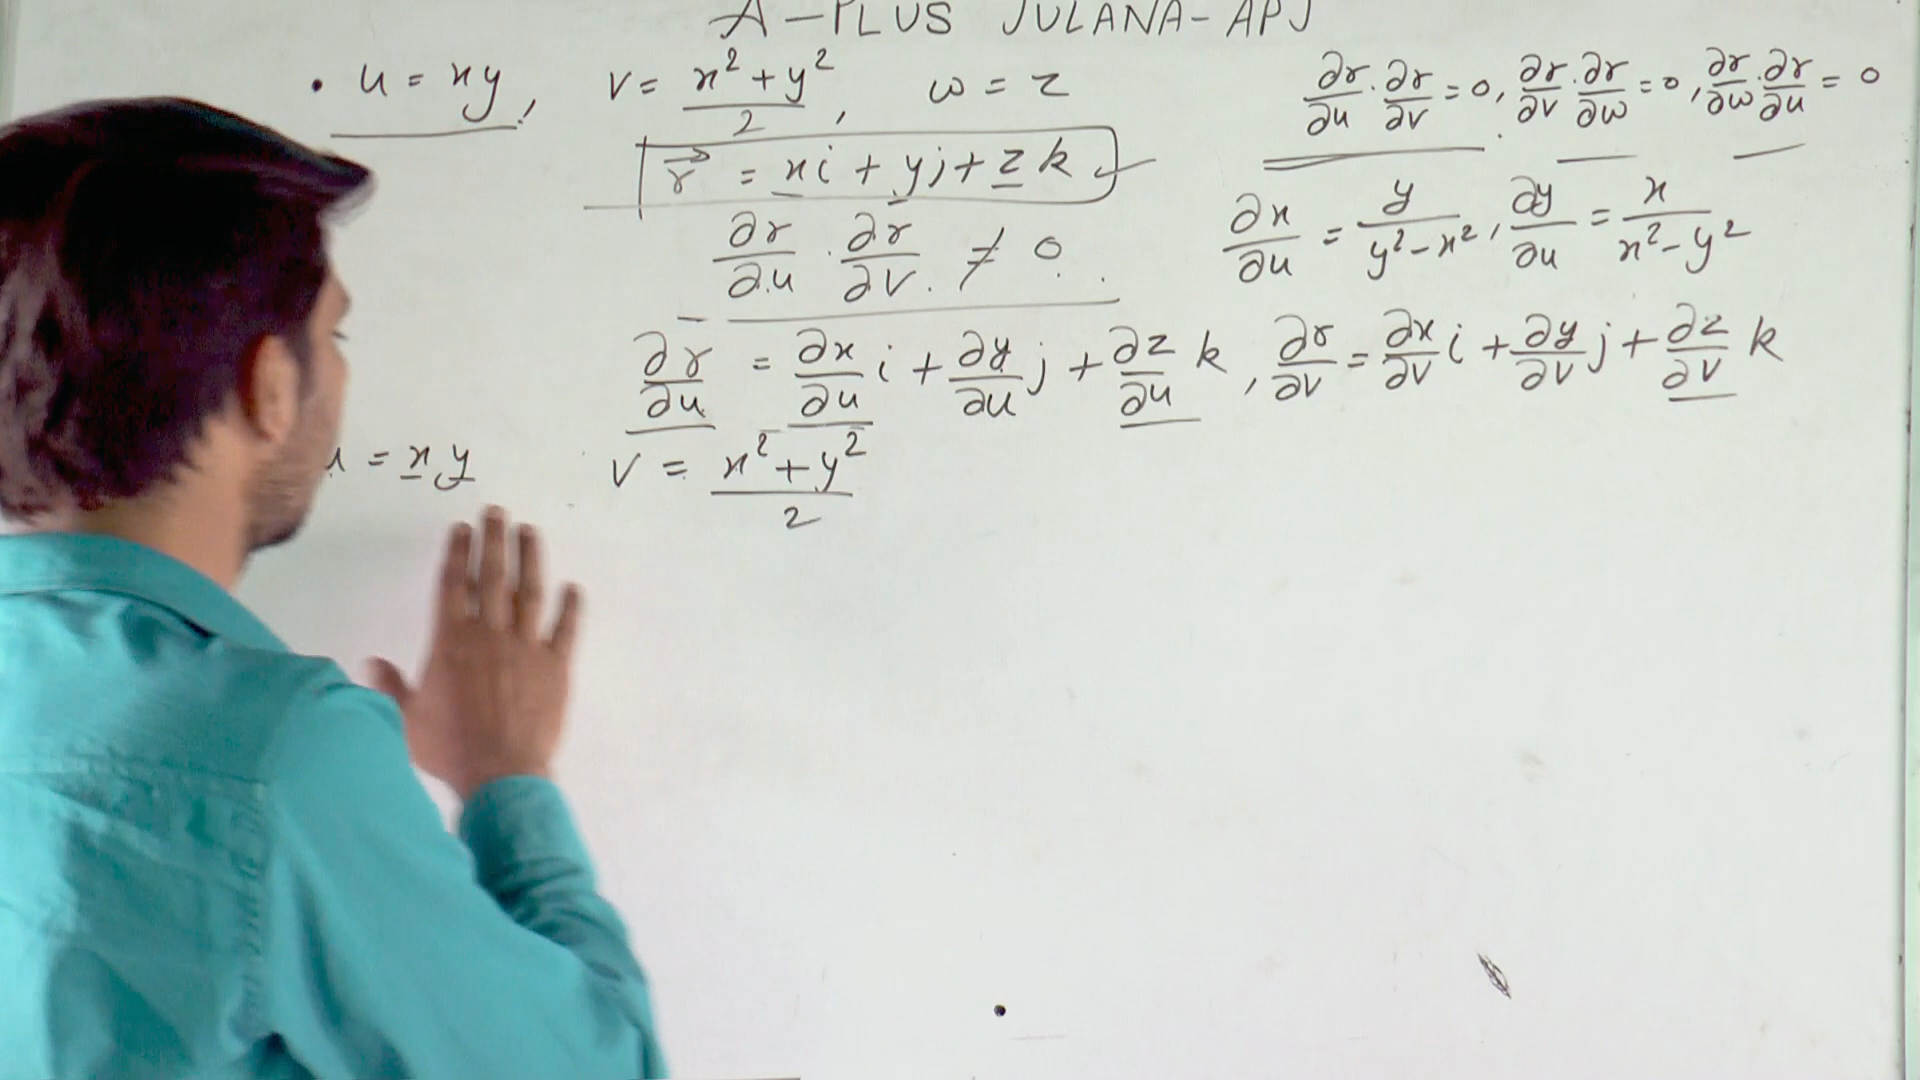 A-PLUS JULANA-APJ
• u = xy, v = x²+y²/2, w = z
∂r/∂u · ∂r/∂v = 0, ∂r/∂v · ∂r/∂w = 0, ∂r/∂w · ∂r/∂u = 0
r⃗ = xi + yj + zk
∂x/∂u = y/y²-x², ∂y/∂u = x/x²-y²
∂r/∂u · ∂r/∂v ≠ 0
∂r/∂u = ∂x/∂u i + ∂y/∂u j + ∂z/∂u k, ∂r/∂v = ∂x/∂v i + ∂y/∂v j + ∂z/∂v k
u = xy v = x²+y²/2